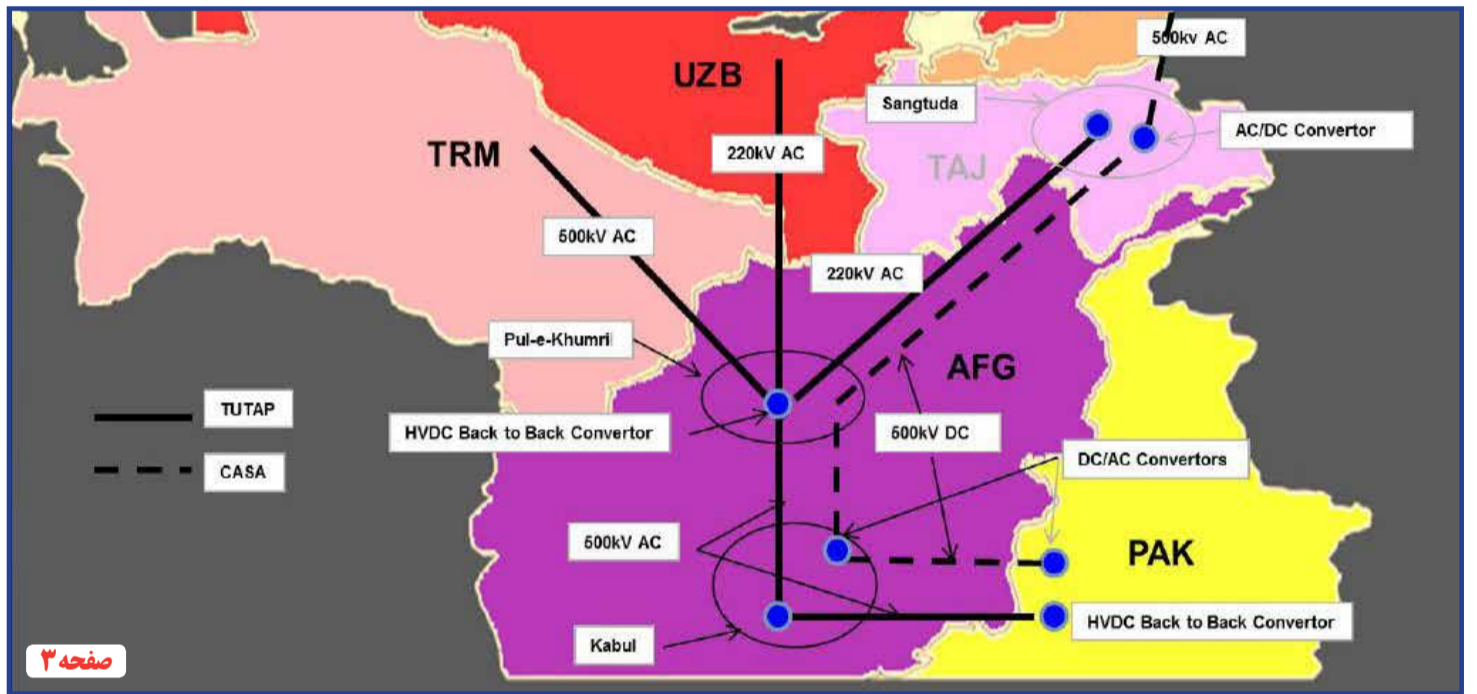 500kv AC
UZB
Sangtuda
AC/DC Convertor
TRM
220kV AC
TAJ
500kV AC
220kV AC
Pul-e-Khumri
AFG
TUTAP
HVDC Back to Back Convertor
500kV DC
DC/AC Convertors
CASA
500kV AC
PAK
HVDC Back to Back Convertor
Kabul
صفحه ۳